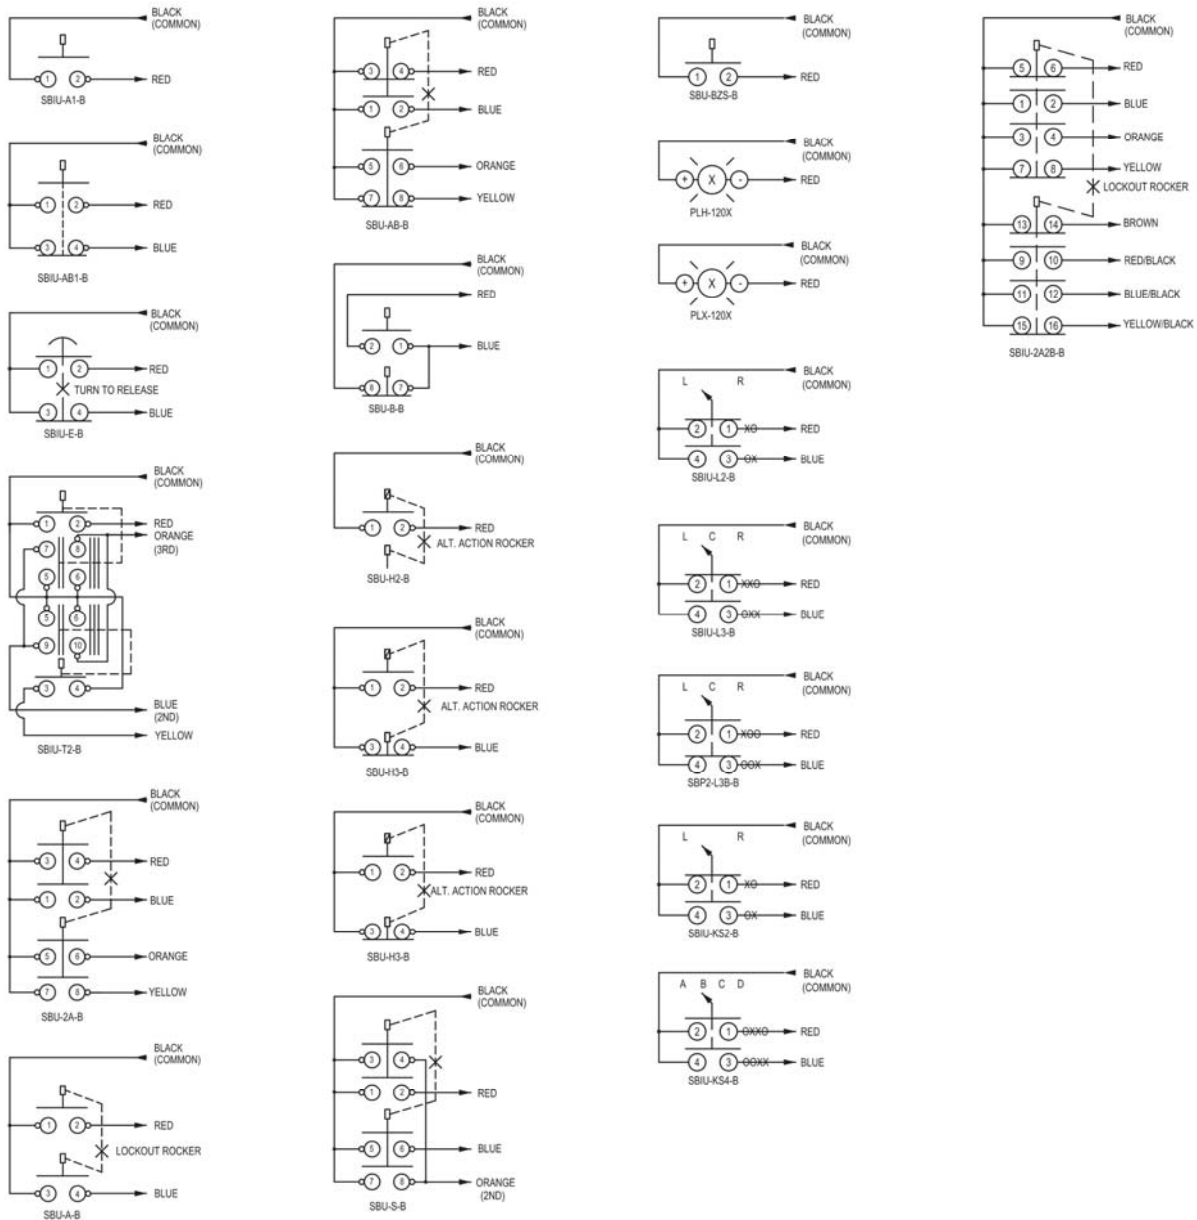 BLACK
(COMMON)
1 2 RED
SBIU-A1-B
BLACK
(COMMON)
1 2 RED
3 4 BLUE
SBIU-AB1-B
BLACK
(COMMON)
1 2 RED
TURN TO RELEASE
3 4 BLUE
SBIU-E-B
BLACK
(COMMON)
1 2 RED
ORANGE
(3RD)
7 8
5 6
5 6
9 10
3 4
BLUE
(2ND)
YELLOW
SBIU-T2-B
BLACK
(COMMON)
3 4 RED
1 2 BLUE
5 6 ORANGE
7 8 YELLOW
SBU-2A-B
BLACK
(COMMON)
1 2 RED
LOCKOUT ROCKER
3 4 BLUE
SBU-A-B
BLACK
(COMMON)
3 4 RED
1 2 BLUE
5 6 ORANGE
7 8 YELLOW
SBU-AB-B
BLACK
(COMMON)
RED
2 1 BLUE
8 7
SBU-B-B
BLACK
(COMMON)
1 2 RED
ALT. ACTION ROCKER
SBU-H2-B
BLACK
(COMMON)
1 2 RED
ALT. ACTION ROCKER
3 4 BLUE
SBU-H3-B
BLACK
(COMMON)
1 2 RED
ALT. ACTION ROCKER
3 4 BLUE
SBU-H3-B
BLACK
(COMMON)
3 4
1 2 RED
5 6 BLUE
7 8 ORANGE
(2ND)
SBU-S-B
BLACK
(COMMON)
1 2 RED
SBU-BZS-B
BLACK
(COMMON)
+ X - RED
PLH-120X
BLACK
(COMMON)
+ X - RED
PLX-120X
BLACK
(COMMON)
L R
2 1 XO RED
4 3 OX BLUE
SBIU-L2-B
BLACK
(COMMON)
L C R
2 1 XXO RED
4 3 OXX BLUE
SBIU-L3-B
BLACK
(COMMON)
L C R
2 1 XOO RED
4 3 OOX BLUE
SBP2-L3B-B
BLACK
(COMMON)
L R
2 1 XO RED
4 3 OX BLUE
SBIU-KS2-B
BLACK
(COMMON)
A B C D
2 1 OXXO RED
4 3 OOXX BLUE
SBIU-KS4-B
BLACK
(COMMON)
5 6 RED
1 2 BLUE
3 4 ORANGE
7 8 YELLOW
LOCKOUT ROCKER
13 14 BROWN
9 10 RED/BLACK
11 12 BLUE/BLACK
15 16 YELLOW/BLACK
SBIU-2A2B-B